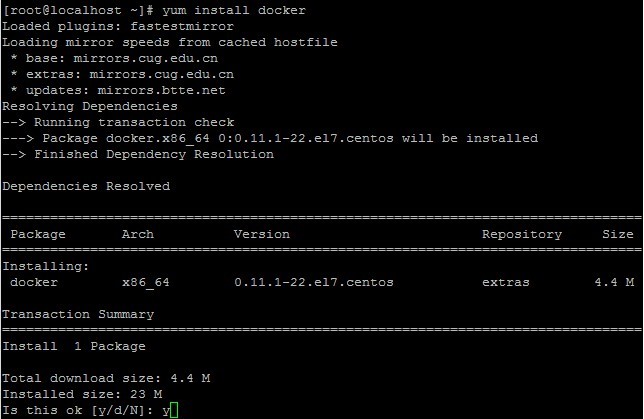 [root@localhost ~]# yum install docker
Loaded plugins: fastestmirror
Loading mirror speeds from cached hostfile
 * base: mirrors.cug.edu.cn
 * extras: mirrors.cug.edu.cn
 * updates: mirrors.btte.net
Resolving Dependencies
--> Running transaction check
---> Package docker.x86_64 0:0.11.1-22.el7.centos will be installed
--> Finished Dependency Resolution

Dependencies Resolved

================================================================================
 Package       Arch          Version                        Repository     Size
================================================================================
Installing:
 docker        x86_64        0.11.1-22.el7.centos           extras        4.4 M

Transaction Summary
================================================================================
Install  1 Package

Total download size: 4.4 M
Installed size: 23 M
Is this ok [y/d/N]: y